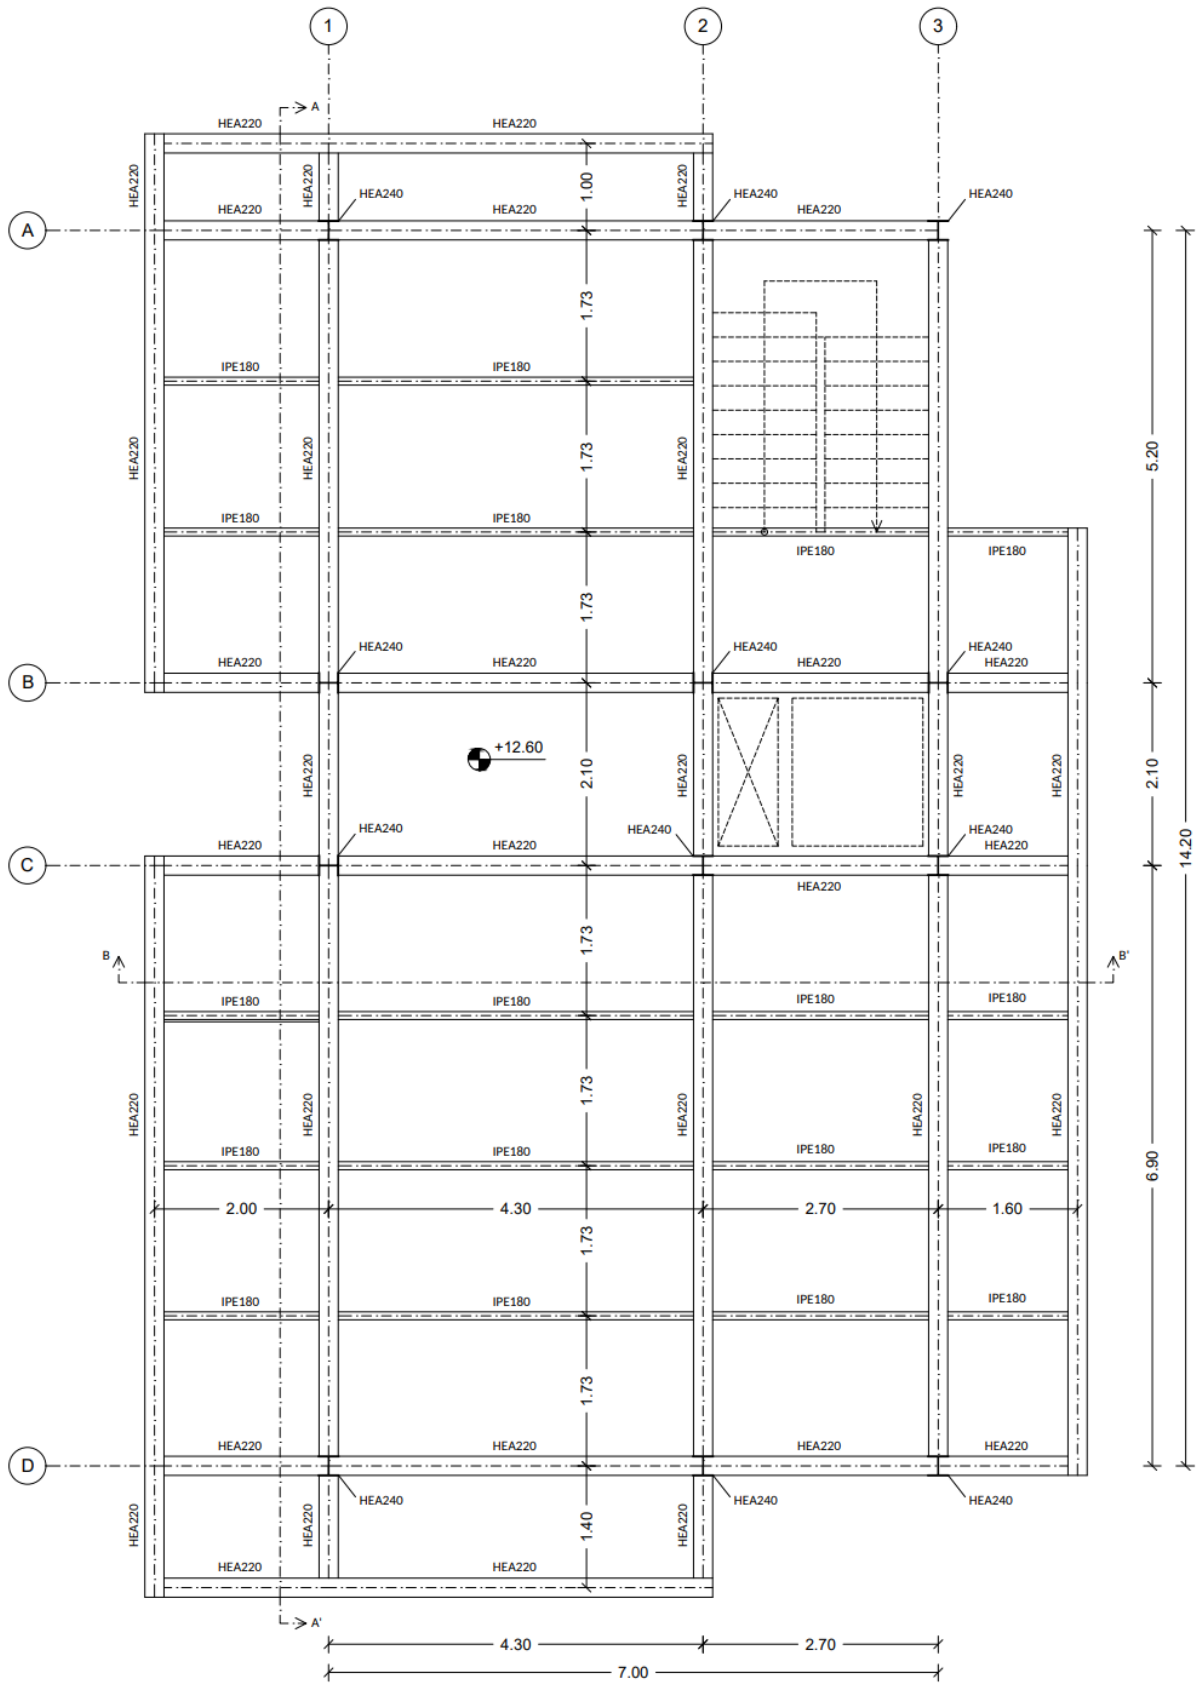 1 2 3
A
HEA220 HEA220
HEA220 HEA220 HEA220
1.00
HEA240 HEA240 HEA240
HEA220 HEA220 HEA220
A
1.73
IPE180 IPE180
HEA220 HEA220 HEA220
1.73
5.20
IPE180 IPE180
IPE180 IPE180
1.73
HEA240 HEA240 HEA240
HEA220 HEA220 HEA220 HEA220
B
+12.60
HEA220 HEA220 HEA220 HEA220
2.10 2.10
HEA240 HEA240 HEA240
HEA220 HEA220 HEA220
C
14.20
HEA220
1.73
B B'
IPE180 IPE180 IPE180 IPE180
HEA220 HEA220 HEA220 HEA220 HEA220
1.73
IPE180 IPE180 IPE180 IPE180
6.90
2.00 4.30 2.70 1.60
1.73
IPE180 IPE180 IPE180 IPE180
1.73
HEA220 HEA220 HEA220 HEA220
D
HEA240 HEA240 HEA240
HEA220 HEA220 HEA220
1.40
HEA220 HEA220
A'
4.30 2.70
7.00